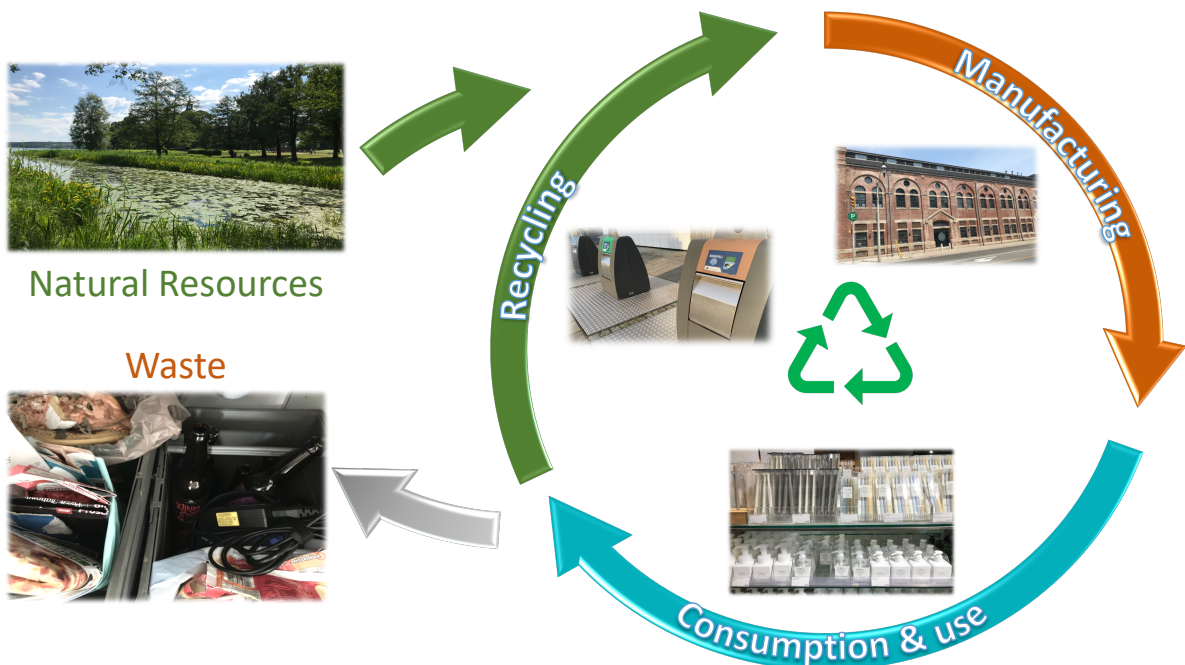 Manufacturing
Recycling
P
Natural Resources
Waste
Consumption & use